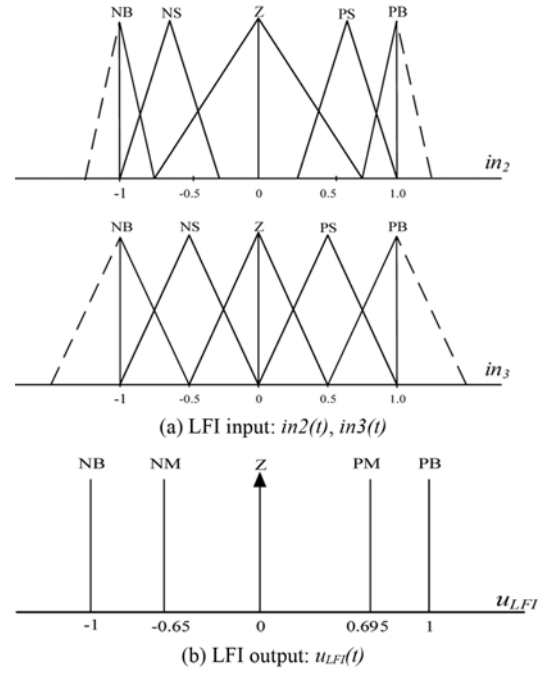 NB NS Z PS PB
in2
-1 -0.5 0 0.5 1.0
NB NS Z PS PB
in3
-1 -0.5 0 0.5 1.0
(a) LFI input: in2(t), in3(t)
NB NM Z PM PB
uLFI
-1 -0.65 0 0.695 1
(b) LFI output: uLFI(t)